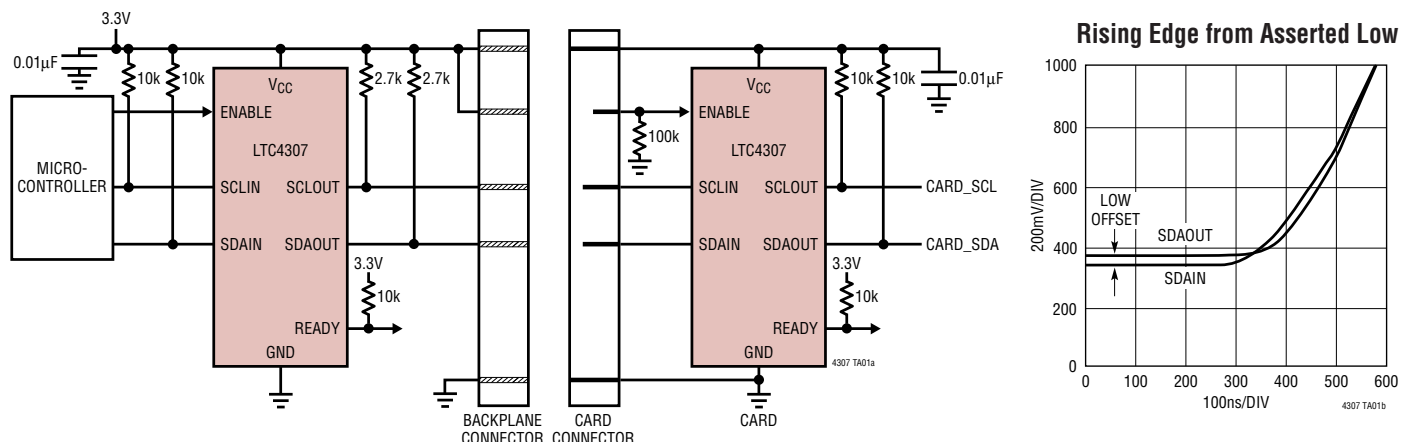 3.3V
0.01µF
10k
10k
2.7k
2.7k
VCC
ENABLE
LTC4307
MICRO-
CONTROLLER
SCLIN
SCLOUT
SDAIN
SDAOUT
3.3V
10k
READY
GND
BACKPLANE
CONNECTOR
CARD
CONNECTOR
100k
VCC
ENABLE
LTC4307
SCLIN
SCLOUT
SDAIN
SDAOUT
10k
10k
0.01µF
CARD_SCL
CARD_SDA
3.3V
10k
READY
GND
4307 TA01a
CARD
Rising Edge from Asserted Low
1000
800
600
400
200
0
200mV/DIV
LOW
OFFSET
SDAOUT
SDAIN
0 100 200 300 400 500 600
100ns/DIV
4307 TA01b